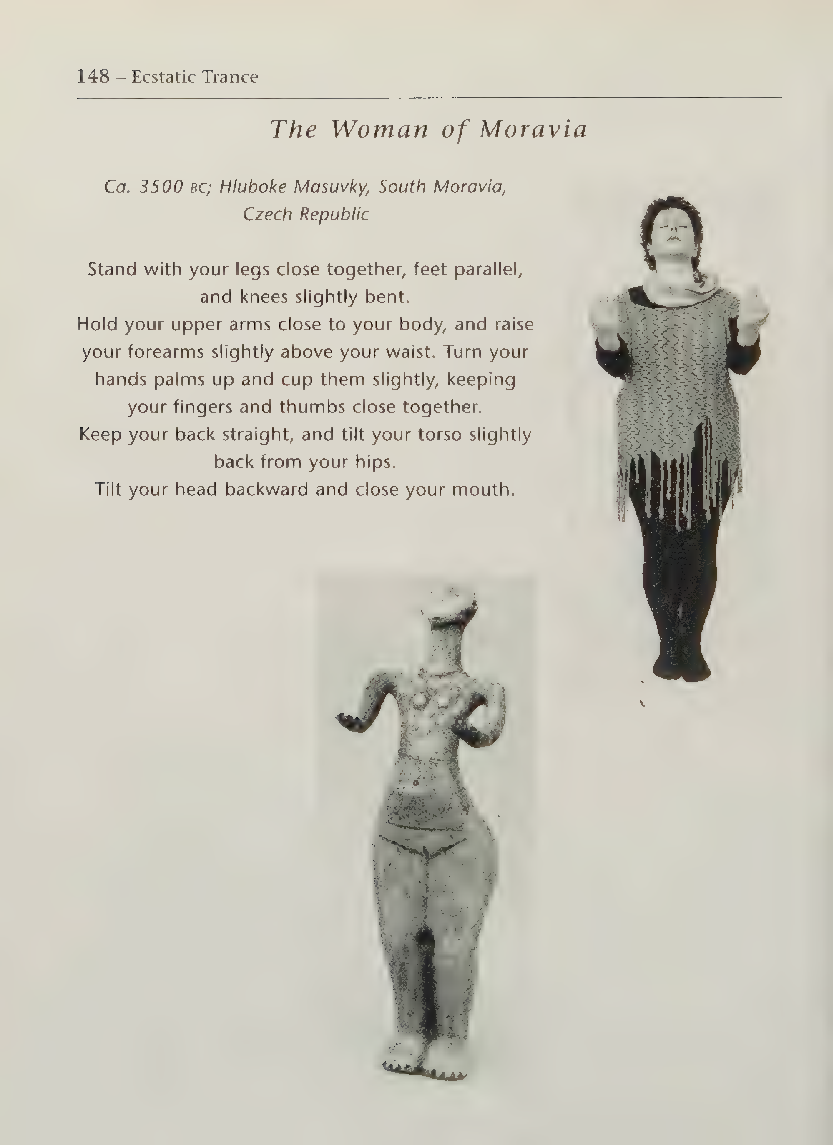 148 – Ecstatic Trance
The Woman of Moravia
Ca. 3500 BC; Hluboke Masuvky, South Moravia,
Czech Republic
Stand with your legs close together, feet parallel,
and knees slightly bent.
Hold your upper arms close to your body, and raise
your forearms slightly above your waist. Turn your
hands palms up and cup them slightly, keeping
your fingers and thumbs close together.
Keep your back straight, and tilt your torso slightly
back from your hips.
Tilt your head backward and close your mouth.